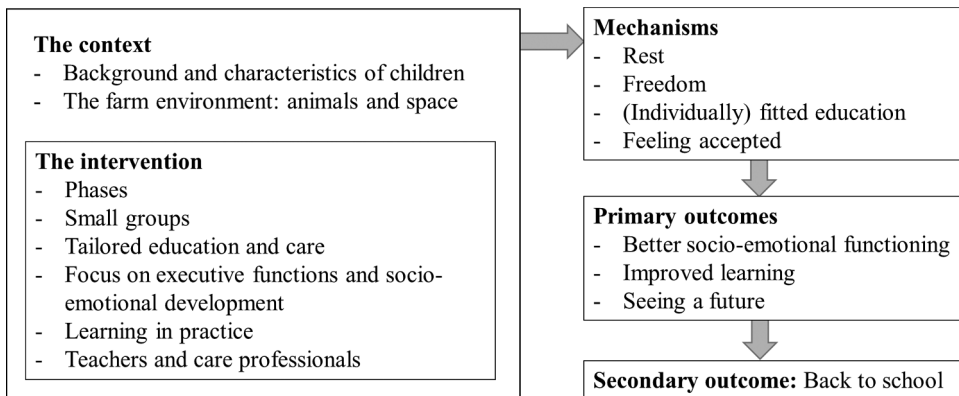 The context
- Background and characteristics of children
- The farm environment: animals and space
The intervention
- Phases
- Small groups
- Tailored education and care
- Focus on executive functions and socio-
emotional development
- Learning in practice
- Teachers and care professionals
Mechanisms
- Rest
- Freedom
- (Individually) fitted education
- Feeling accepted
Primary outcomes
- Better socio-emotional functioning
- Improved learning
- Seeing a future
Secondary outcome: Back to school